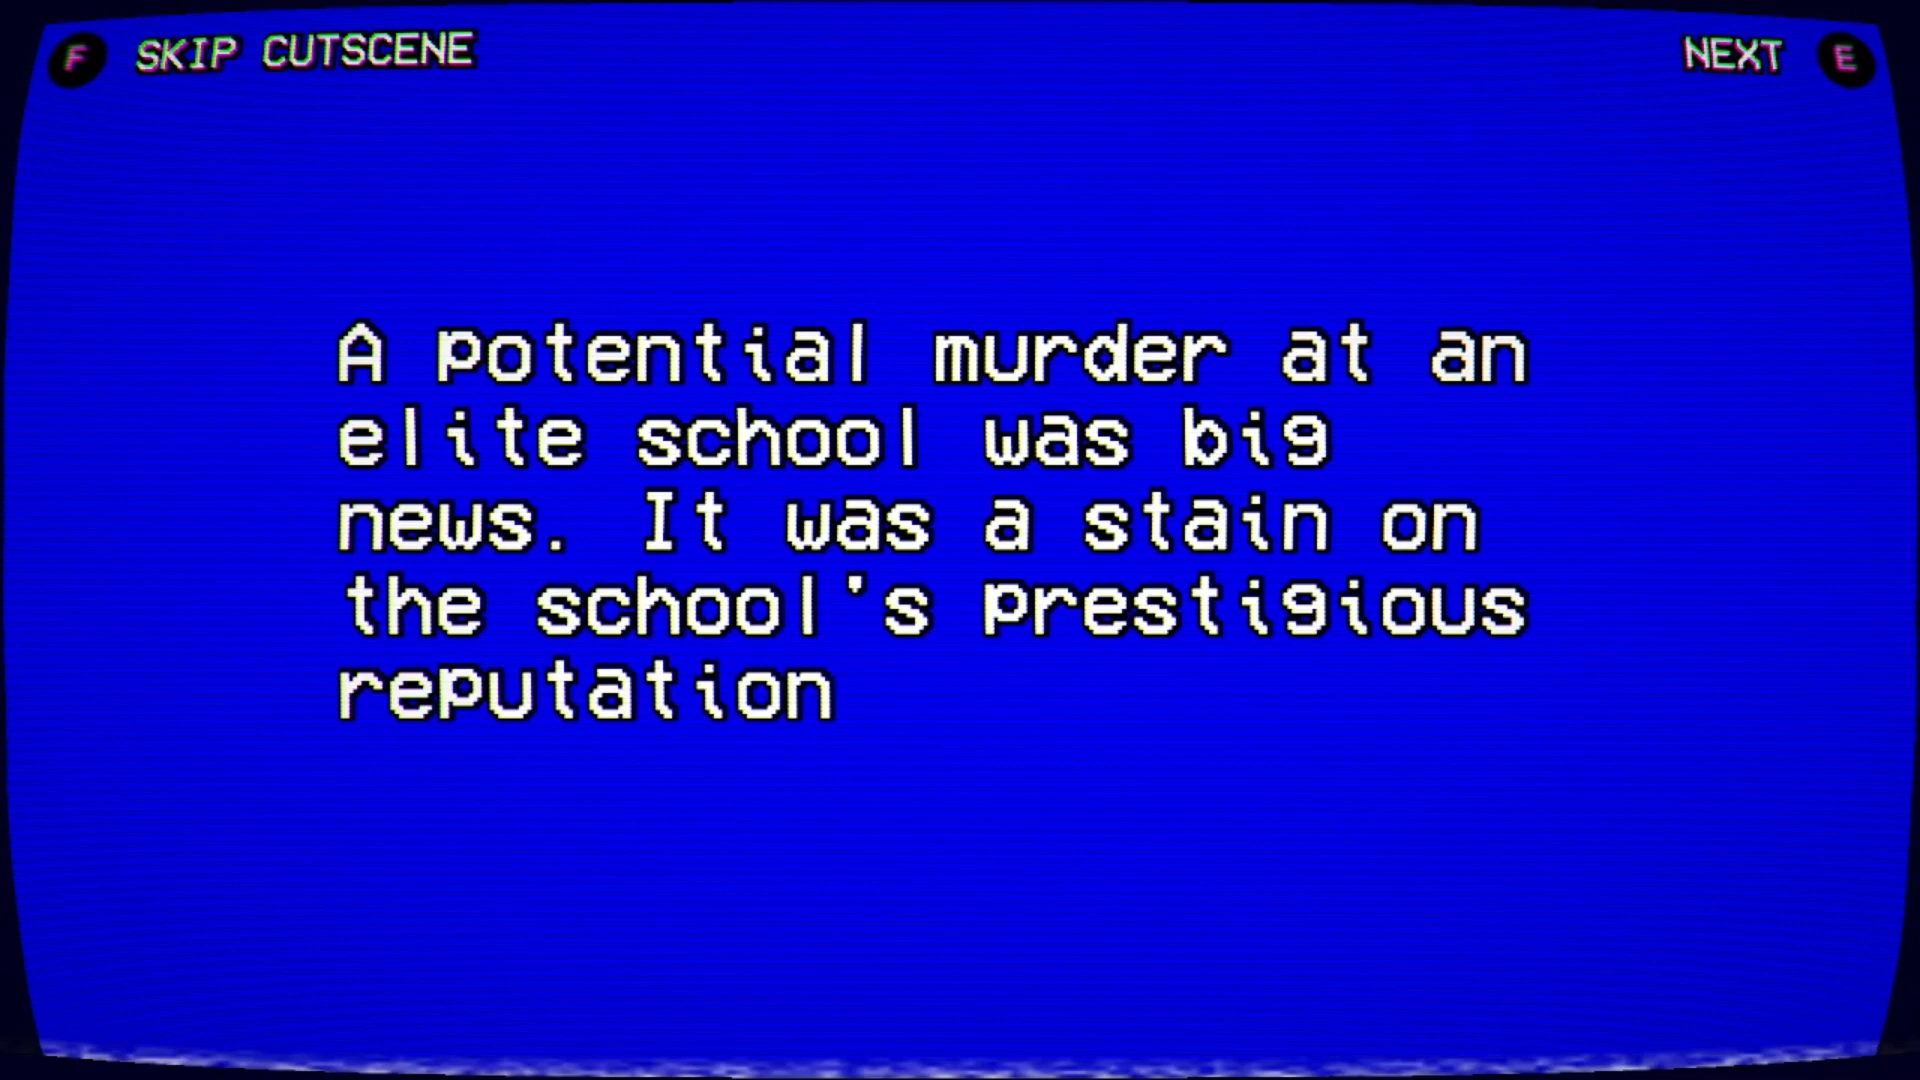 F SKIP CUTSCENE
NEXT E
A potential murder at an
elite school was big
news. It was a stain on
the school's prestigious
reputation